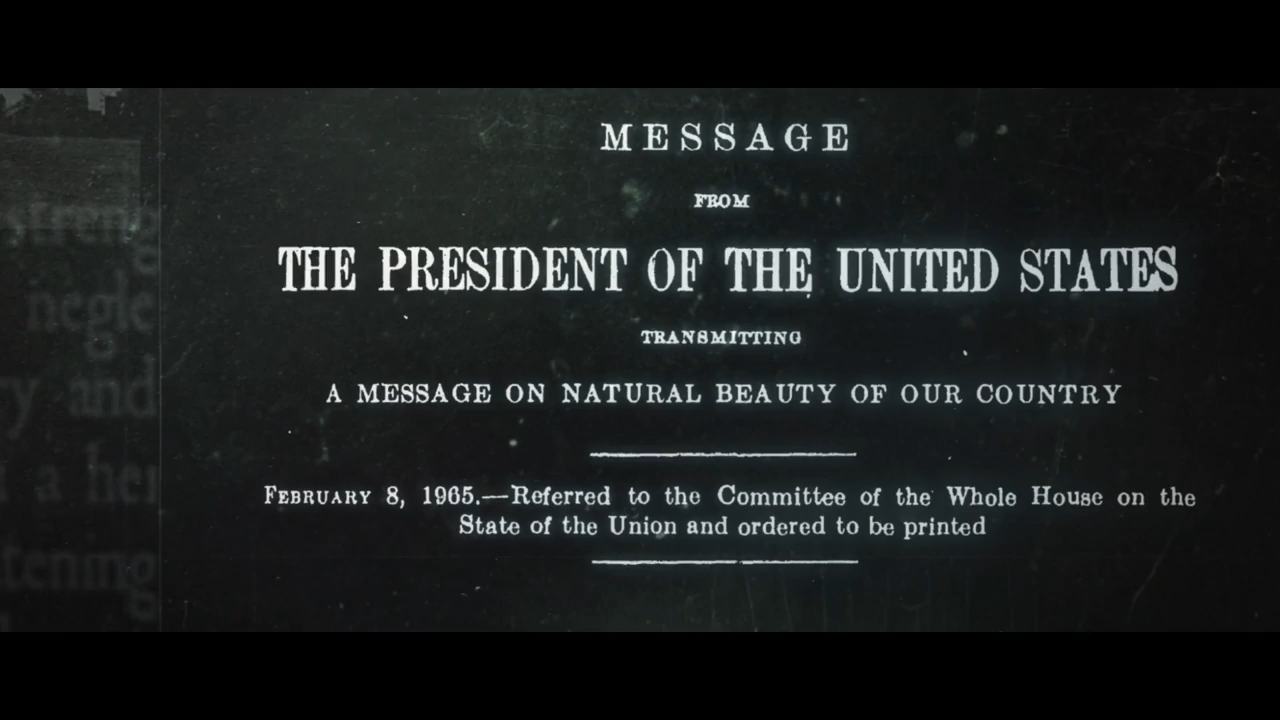 MESSAGE
FROM
THE PRESIDENT OF THE UNITED STATES
TRANSMITTING
A MESSAGE ON NATURAL BEAUTY OF OUR COUNTRY
FEBRUARY 8, 1965.—Referred to the Committee of the Whole House on the
State of the Union and ordered to be printed
and
a